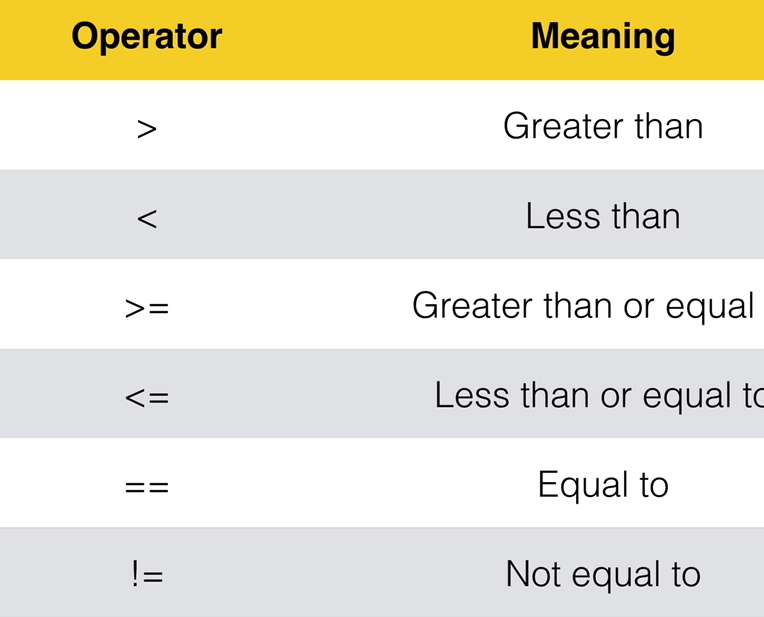 Operator Meaning
> Greater than
< Less than
>= Greater than or equal
<= Less than or equal to
== Equal to
!= Not equal to